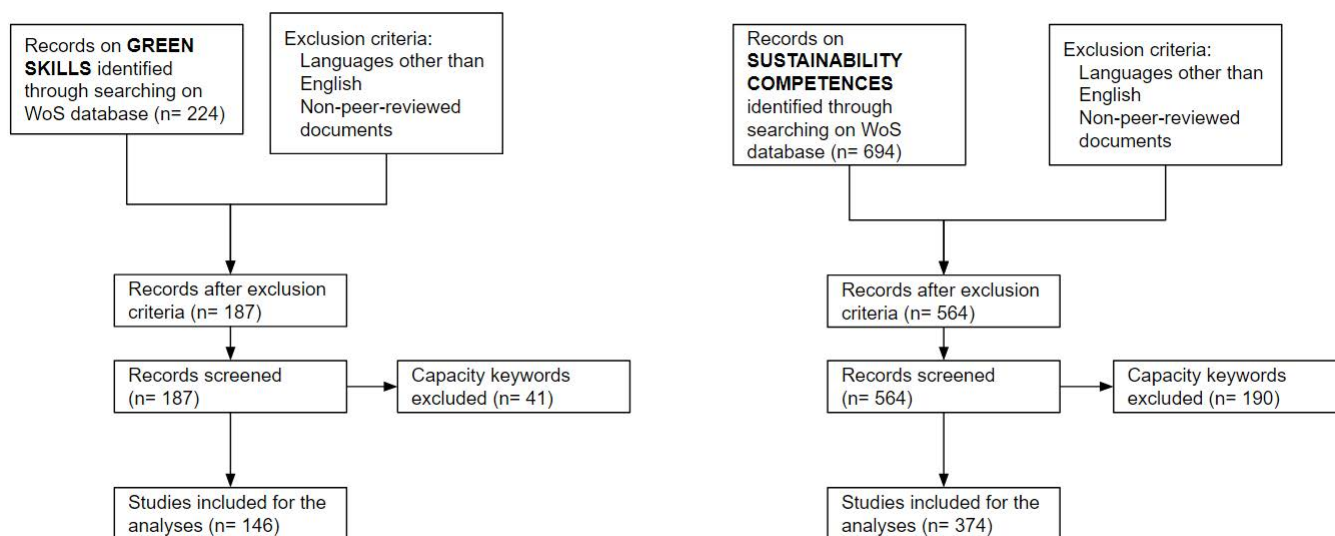 Records on GREEN
SKILLS identified
through searching on
WoS database (n= 224)
Exclusion criteria:
Languages other than
English
Non-peer-reviewed
documents
Records after exclusion
criteria (n= 187)
Records screened
(n= 187)
Capacity keywords
excluded (n= 41)
Studies included for the
analyses (n= 146)
Records on
SUSTAINABILITY
COMPETENCES
identified through
searching on WoS
database (n= 694)
Exclusion criteria:
Languages other than
English
Non-peer-reviewed
documents
Records after exclusion
criteria (n= 564)
Records screened
(n= 564)
Capacity keywords
excluded (n= 190)
Studies included for the
analyses (n= 374)